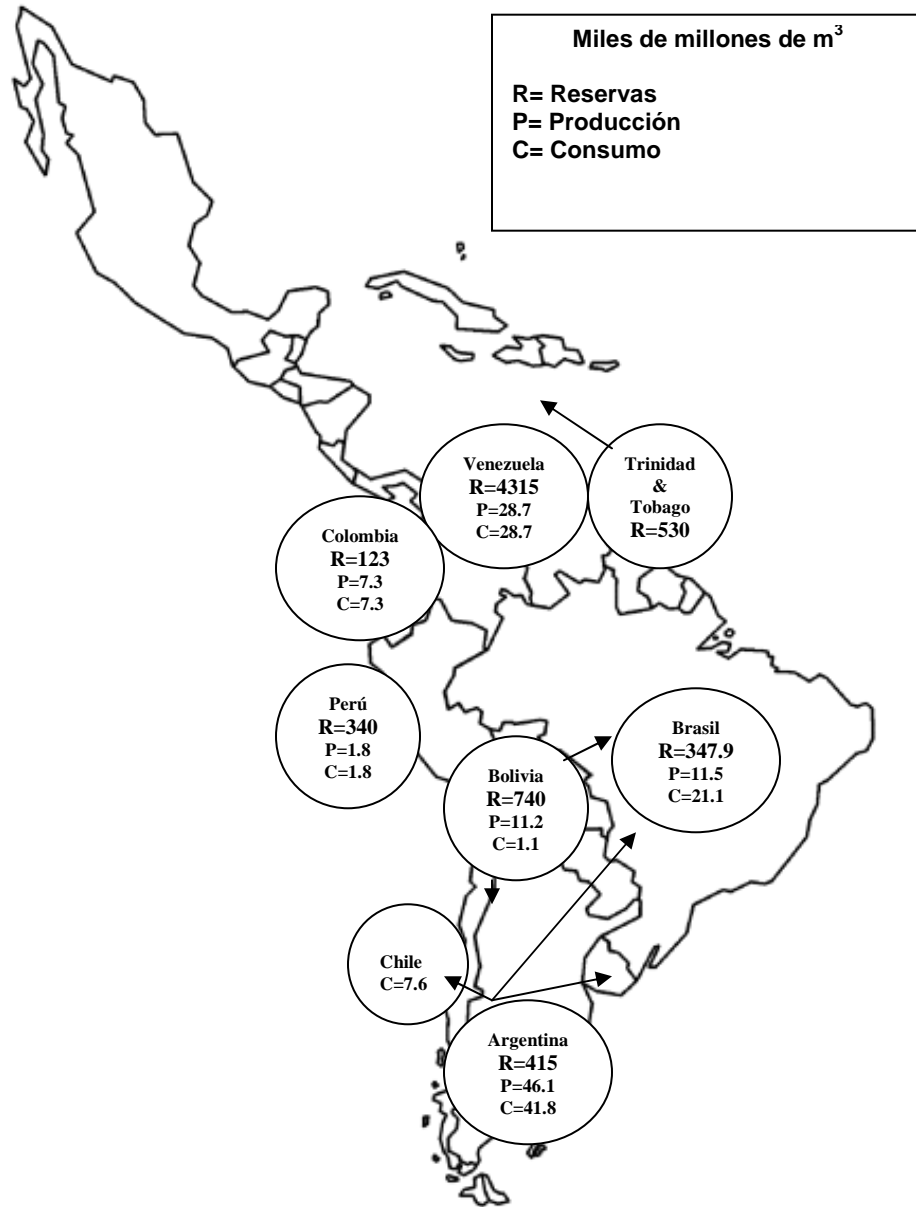 Miles de millones de m³
R= Reservas
P= Producción
C= Consumo
Venezuela
R=4315
P=28.7
C=28.7
Trinidad
&
Tobago
R=530
Colombia
R=123
P=7.3
C=7.3
Perú
R=340
P=1.8
C=1.8
Bolivia
R=740
P=11.2
C=1.1
Brasil
R=347.9
P=11.5
C=21.1
Chile
C=7.6
Argentina
R=415
P=46.1
C=41.8